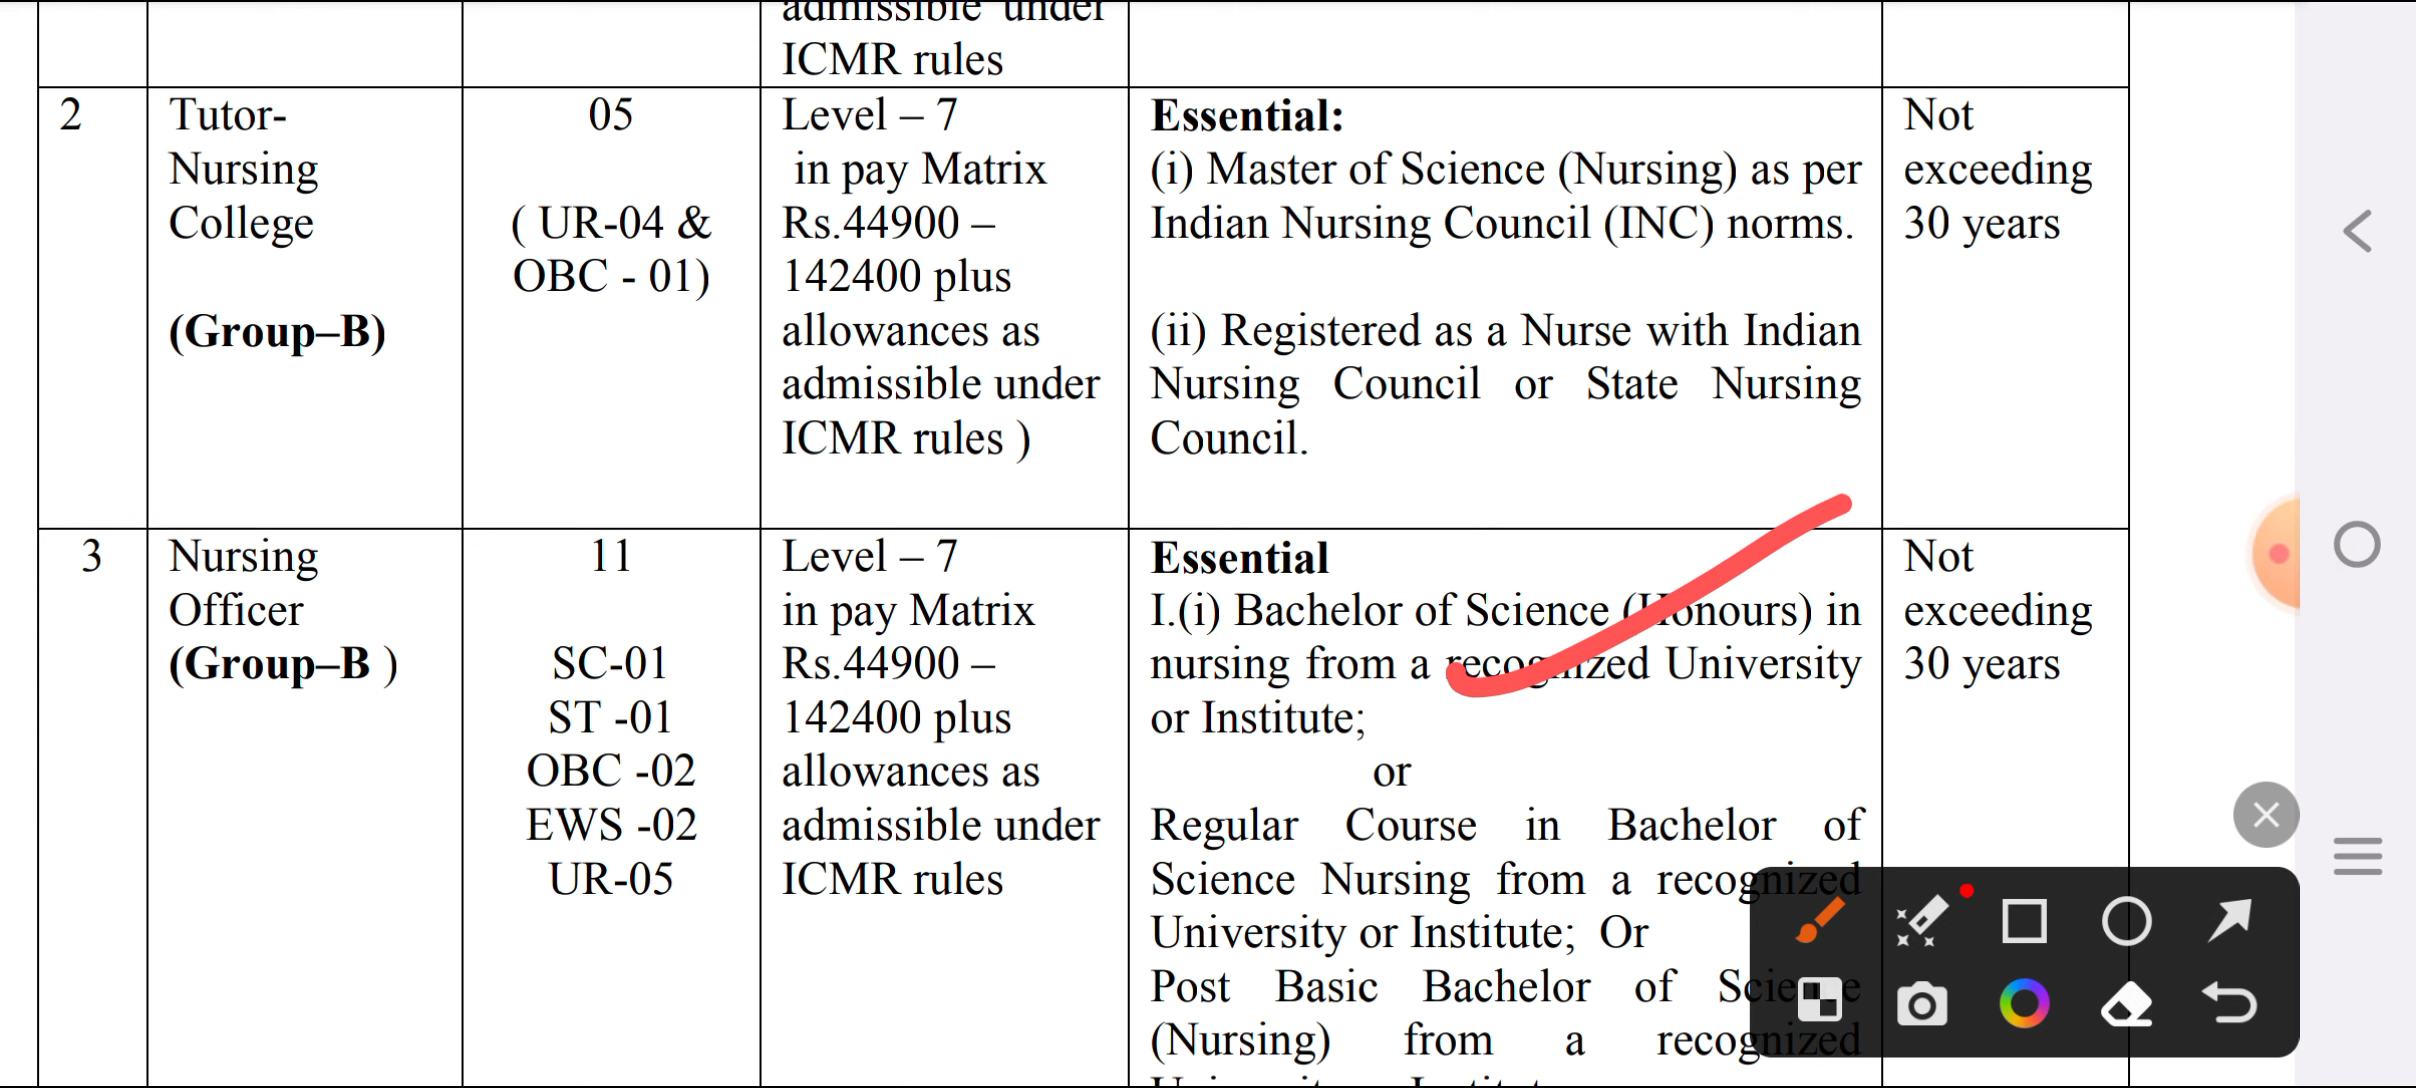 admissible under
ICMR rules
2
Tutor-
Nursing
College
(Group–B)
05
( UR-04 &
OBC - 01)
Level – 7
in pay Matrix
Rs.44900 –
142400 plus
allowances as
admissible under
ICMR rules )
Essential:
(i) Master of Science (Nursing) as per
Indian Nursing Council (INC) norms.
(ii) Registered as a Nurse with Indian
Nursing Council or State Nursing
Council.
Not
exceeding
30 years
3
Nursing
Officer
(Group–B )
11
SC-01
ST -01
OBC -02
EWS -02
UR-05
Level – 7
in pay Matrix
Rs.44900 –
142400 plus
allowances as
admissible under
ICMR rules
Essential
I.(i) Bachelor of Science (Honours) in
nursing from a recognized University
or Institute;
or
Regular Course in Bachelor of
Science Nursing from a recognized
University or Institute; Or
Post Basic Bachelor of Science
(Nursing) from a recognized
Not
exceeding
30 years